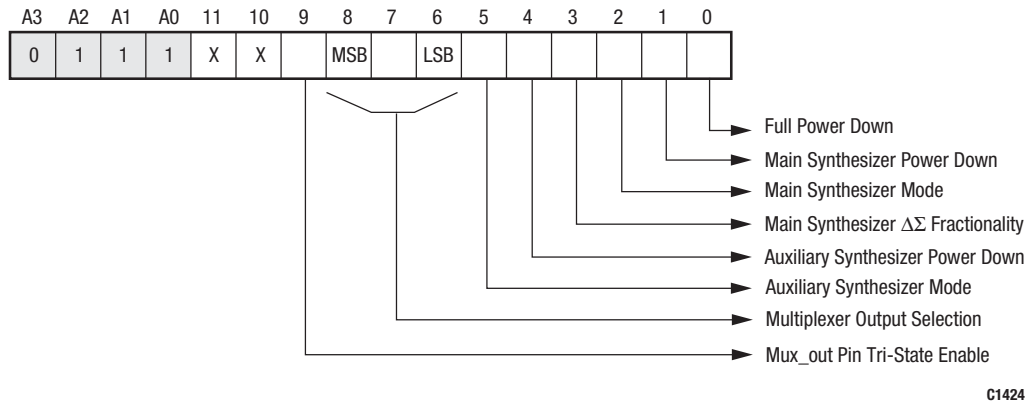 A3 A2 A1 A0 11 10 9 8 7 6 5 4 3 2 1 0
0 1 1 1 X X MSB LSB
Full Power Down
Main Synthesizer Power Down
Main Synthesizer Mode
Main Synthesizer ΔΣ Fractionality
Auxiliary Synthesizer Power Down
Auxiliary Synthesizer Mode
Multiplexer Output Selection
Mux_out Pin Tri-State Enable
C1424